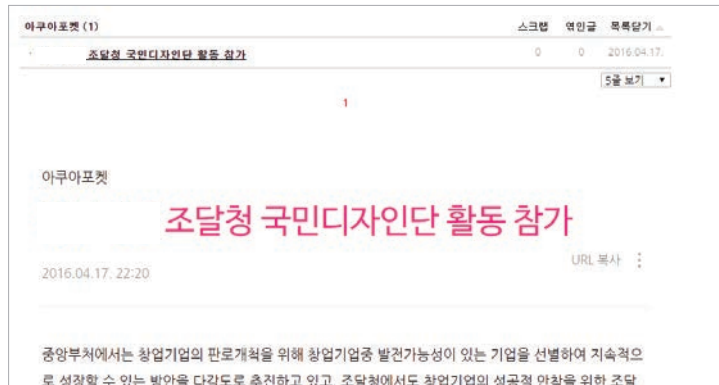 아쿠아포켓 (1) 스크랩 엮인글 목록닫기
조달청 국민디자인단 활동 참가 0 0 2016.04.17.
5줄 보기
1
아쿠아포켓
조달청 국민디자인단 활동 참가
URL 복사
2016.04.17. 22:20
중앙부처에서는 창업기업의 판로개척을 위해 창업기업중 발전가능성이 있는 기업을 선별하여 지속적으
로 성장할 수 있는 방안을 다각도로 추진하고 있고, 조달청에서도 창업기업의 성공적 안착을 위한 조달